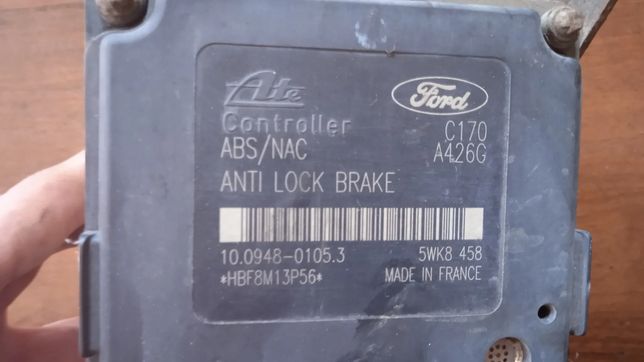 Ate
Ford
Controller
C170
ABS/NAC
A426G
ANTI LOCK BRAKE
10.0948-0105.3
5WK8 458
*HBF8M13P56*
MADE IN FRANCE